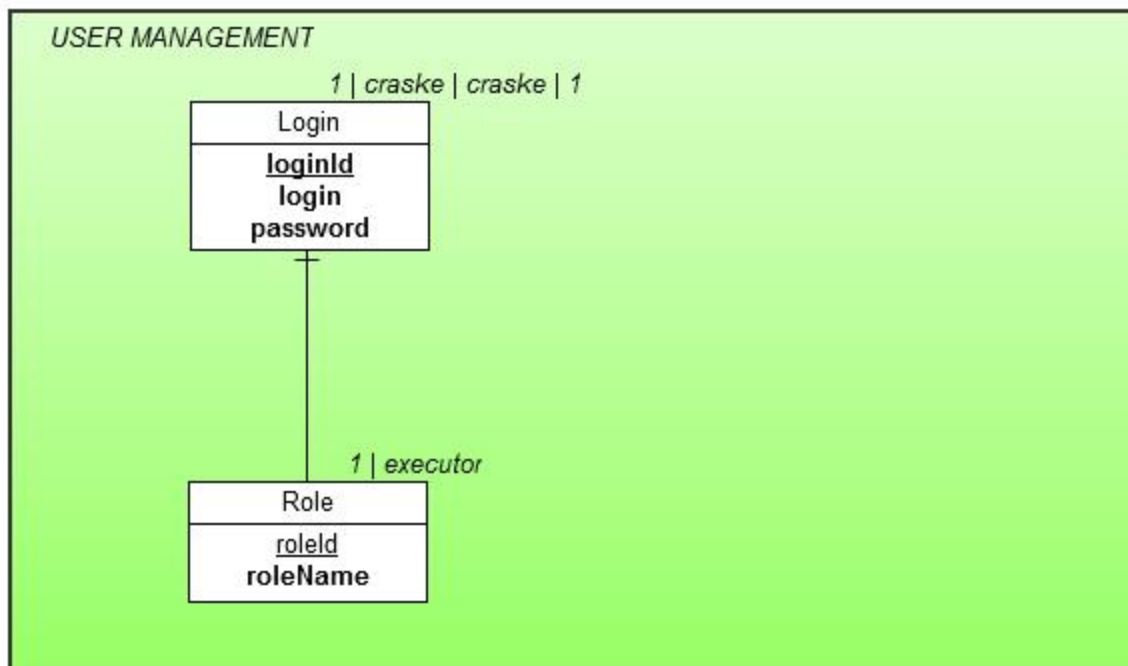 USER MANAGEMENT
1 | craske | craske | 1
Login
loginId
login
password
1 | executor
Role
roleId
roleName